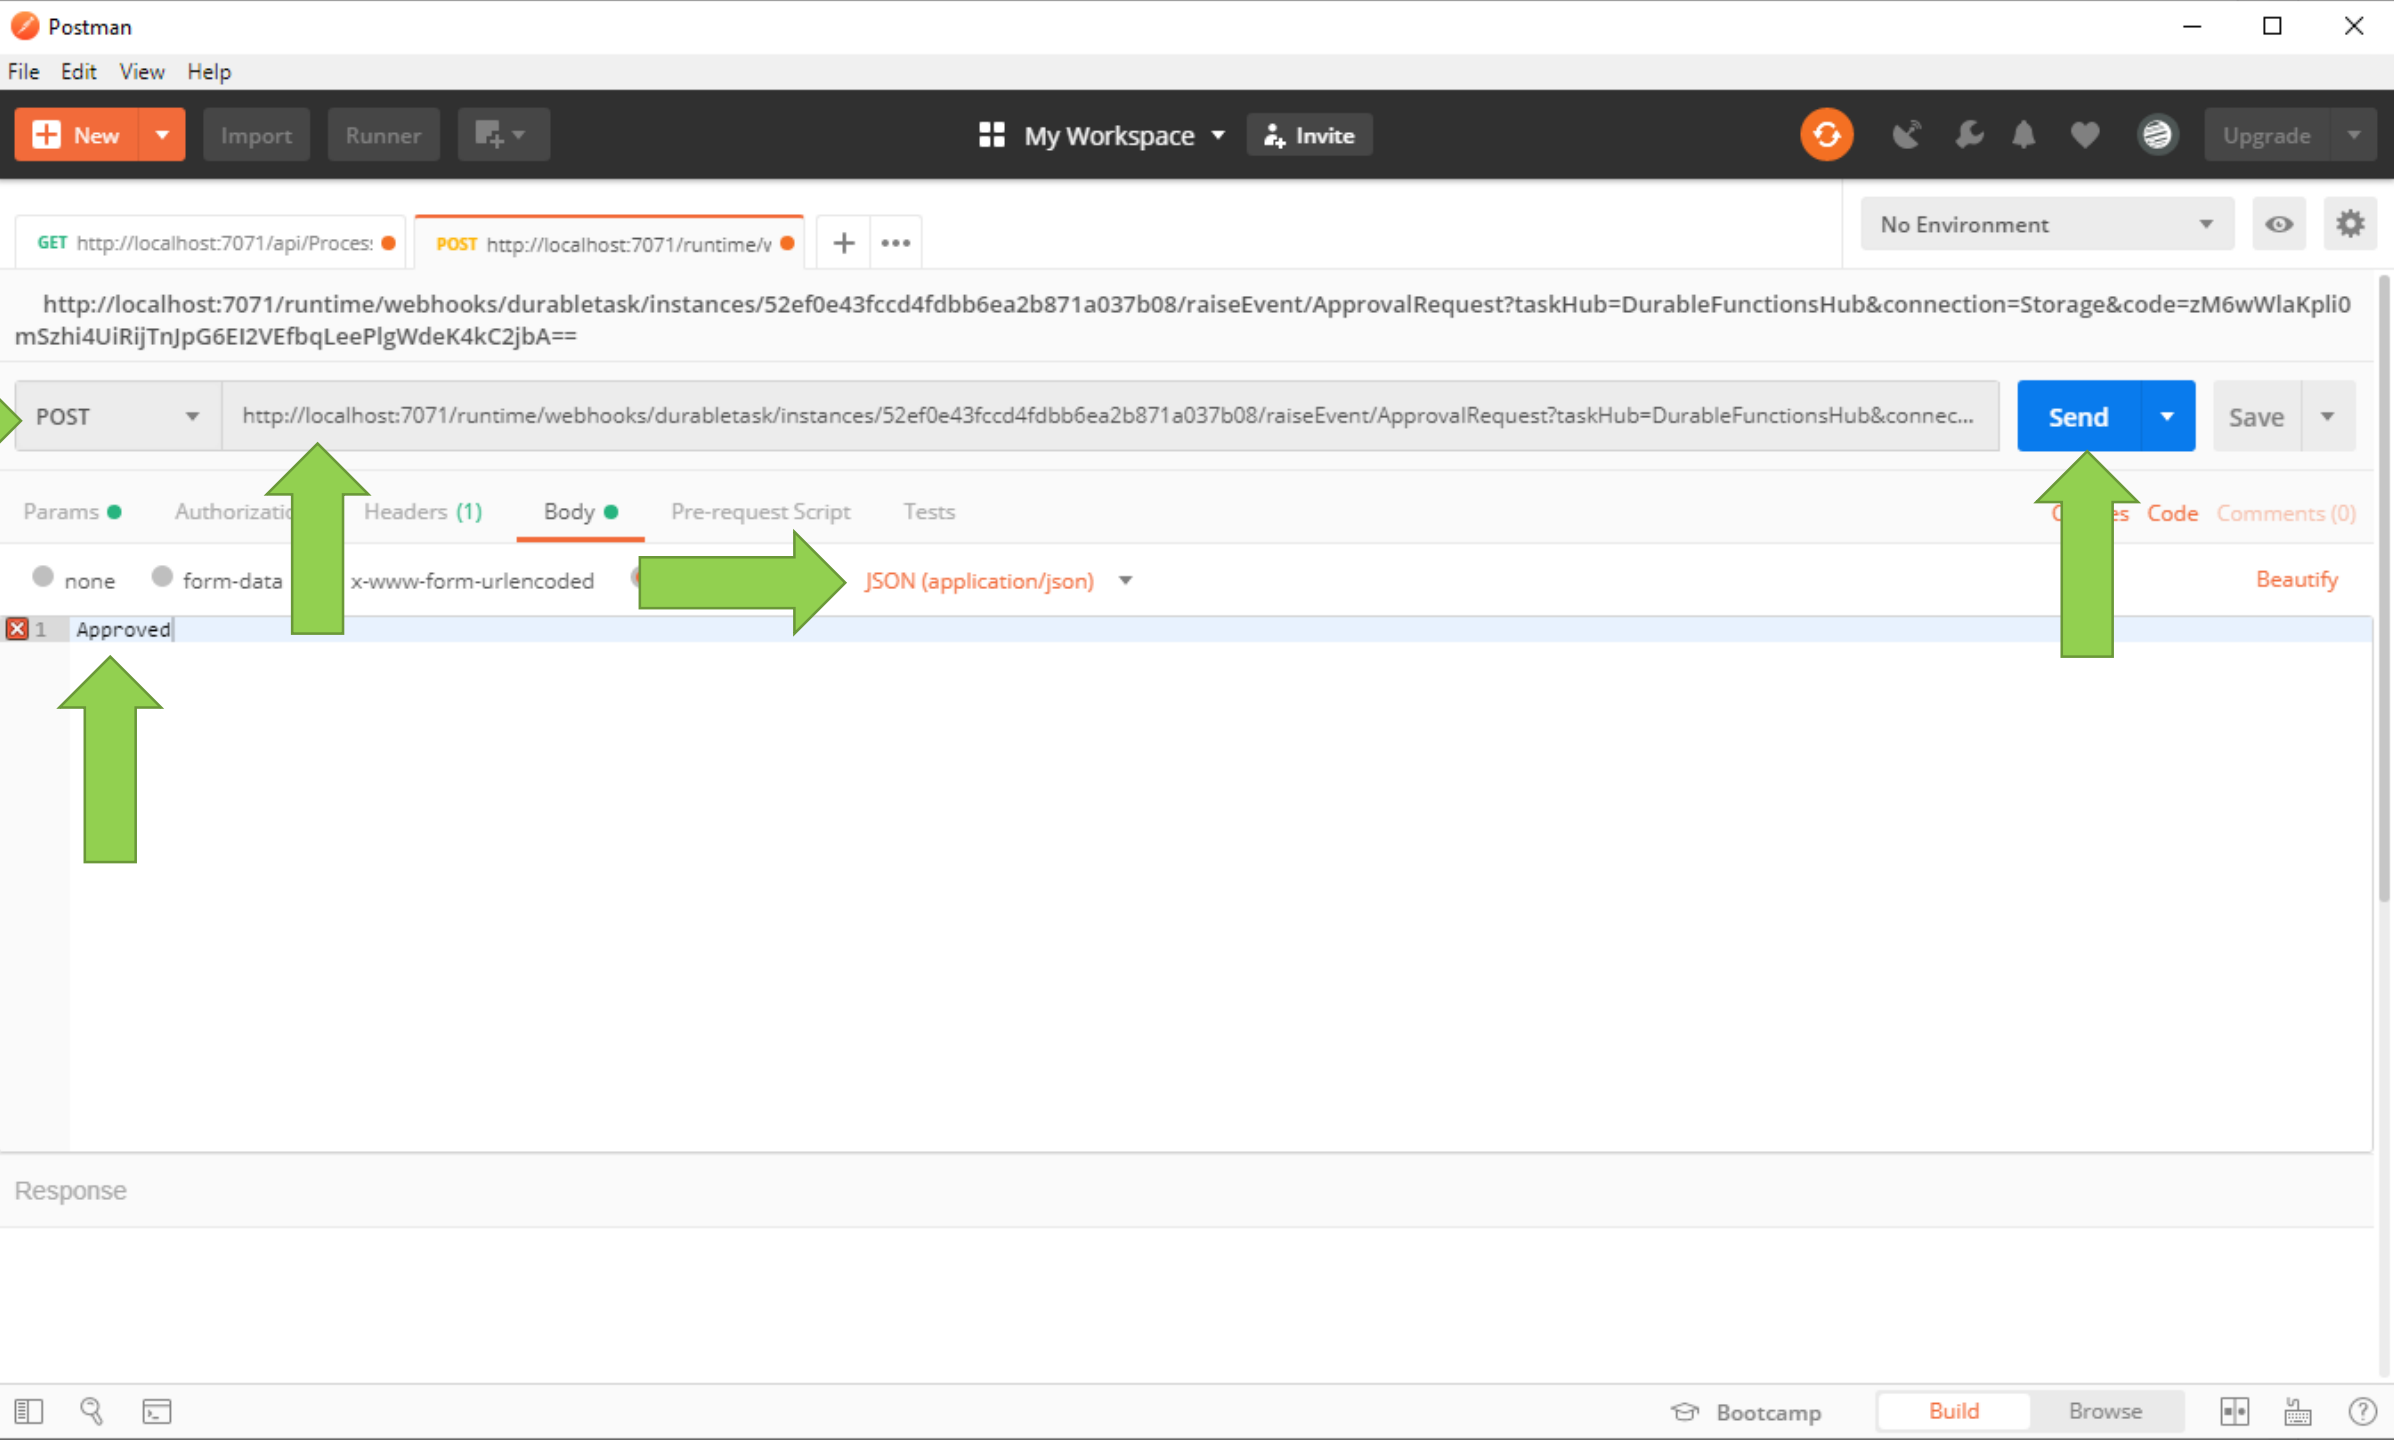 Postman
File Edit View Help
New Import Runner My Workspace Invite Upgrade
GET http://localhost:7071/api/Proces: POST http://localhost:7071/runtime/v + ••• No Environment
http://localhost:7071/runtime/webhooks/durabletask/instances/52ef0e43fccd4fdbb6ea2b871a037b08/raiseEvent/ApprovalRequest?taskHub=DurableFunctionsHub&connection=Storage&code=zM6wWlaKpli0
mSzhi4UiRijTnJpG6EI2VEfbqLeePlgWdeK4kC2jbA==
POST http://localhost:7071/runtime/webhooks/durabletask/instances/52ef0e43fccd4fdbb6ea2b871a037b08/raiseEvent/ApprovalRequest?taskHub=DurableFunctionsHub&connec... Send Save
Params Authorizatio Headers (1) Body Pre-request Script Tests Code Comments (0)
none form-data x-www-form-urlencoded JSON (application/json) Beautify
1 Approved
Response
Bootcamp Build Browse